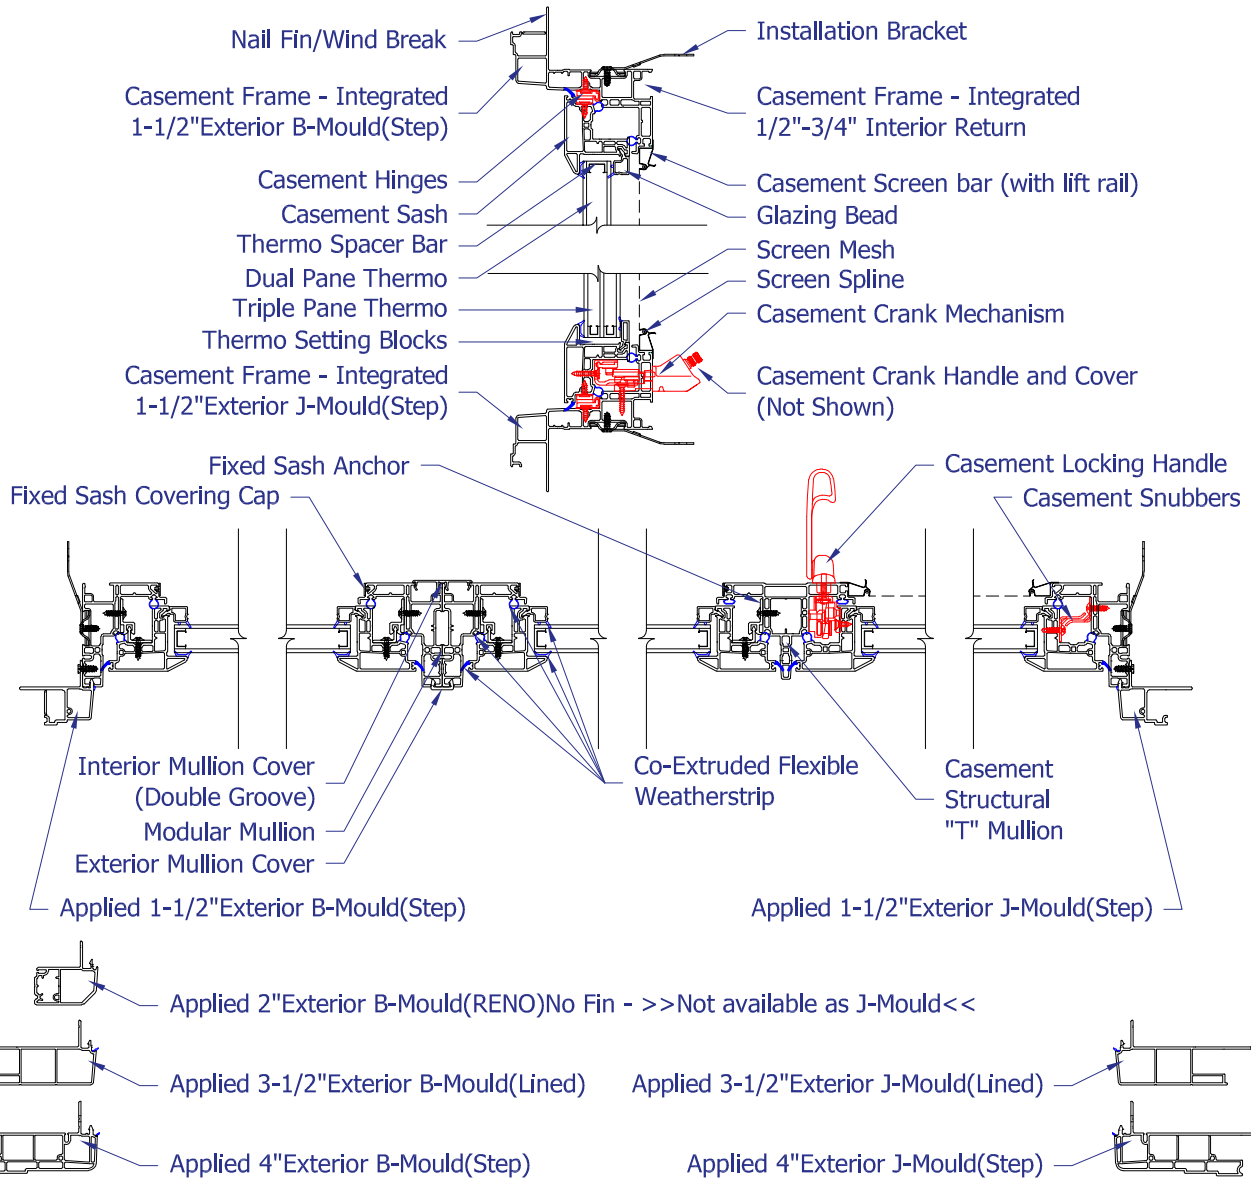 Nail Fin/Wind Break
Installation Bracket
Casement Frame - Integrated
1-1/2"Exterior B-Mould(Step)
Casement Frame - Integrated
1/2"-3/4" Interior Return
Casement Hinges
Casement Screen bar (with lift rail)
Casement Sash
Glazing Bead
Thermo Spacer Bar
Screen Mesh
Dual Pane Thermo
Screen Spline
Triple Pane Thermo
Casement Crank Mechanism
Thermo Setting Blocks
Casement Frame - Integrated
1-1/2"Exterior J-Mould(Step)
Casement Crank Handle and Cover
(Not Shown)
Fixed Sash Anchor
Casement Locking Handle
Fixed Sash Covering Cap
Casement Snubbers
Interior Mullion Cover
(Double Groove)
Modular Mullion
Exterior Mullion Cover
Co-Extruded Flexible
Weatherstrip
Casement
Structural
"T" Mullion
Applied 1-1/2"Exterior B-Mould(Step)
Applied 1-1/2"Exterior J-Mould(Step)
Applied 2"Exterior B-Mould(RENO)No Fin - >>Not available as J-Mould<<
Applied 3-1/2"Exterior B-Mould(Lined)
Applied 3-1/2"Exterior J-Mould(Lined)
Applied 4"Exterior B-Mould(Step)
Applied 4"Exterior J-Mould(Step)